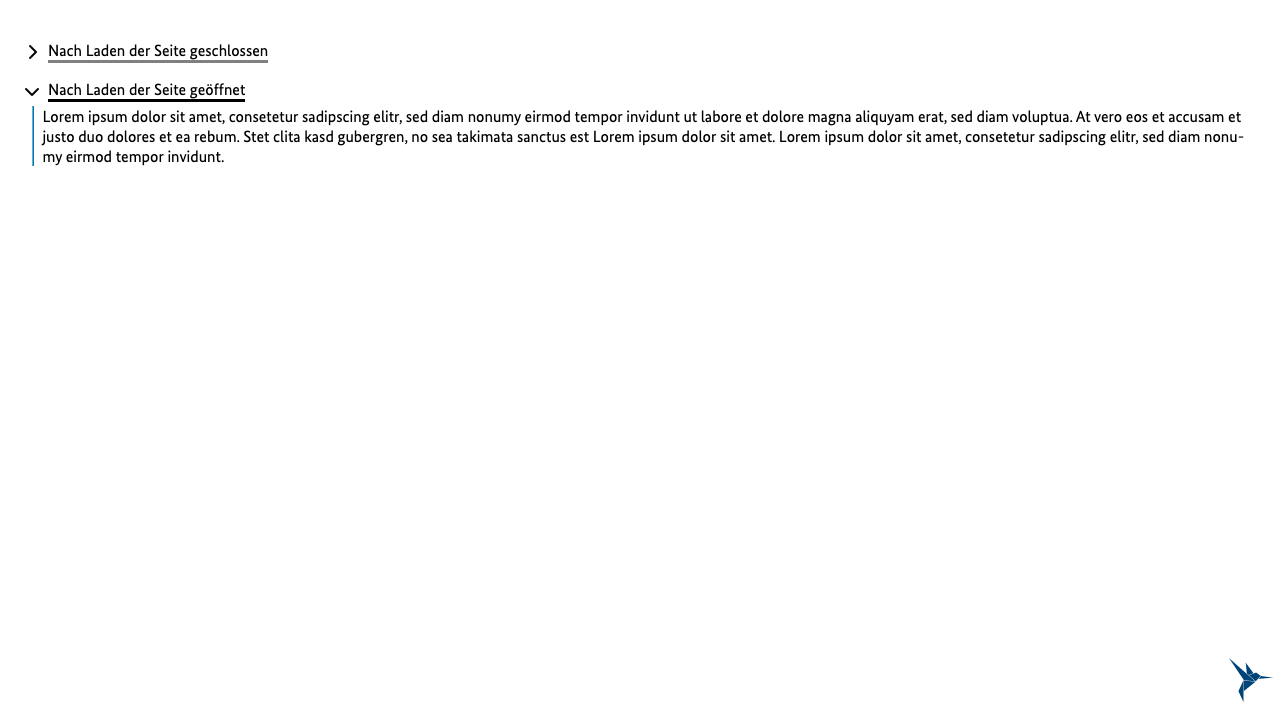 Nach Laden der Seite geschlossen
Nach Laden der Seite geöffnet
Lorem ipsum dolor sit amet, consetetur sadipscing elitr, sed diam nonumy eirmod tempor invidunt ut labore et dolore magna aliquyam erat, sed diam voluptua. At vero eos et accusam et
justo duo dolores et ea rebum. Stet clita kasd gubergren, no sea takimata sanctus est Lorem ipsum dolor sit amet. Lorem ipsum dolor sit amet, consetetur sadipscing elitr, sed diam nonu-
my eirmod tempor invidunt.